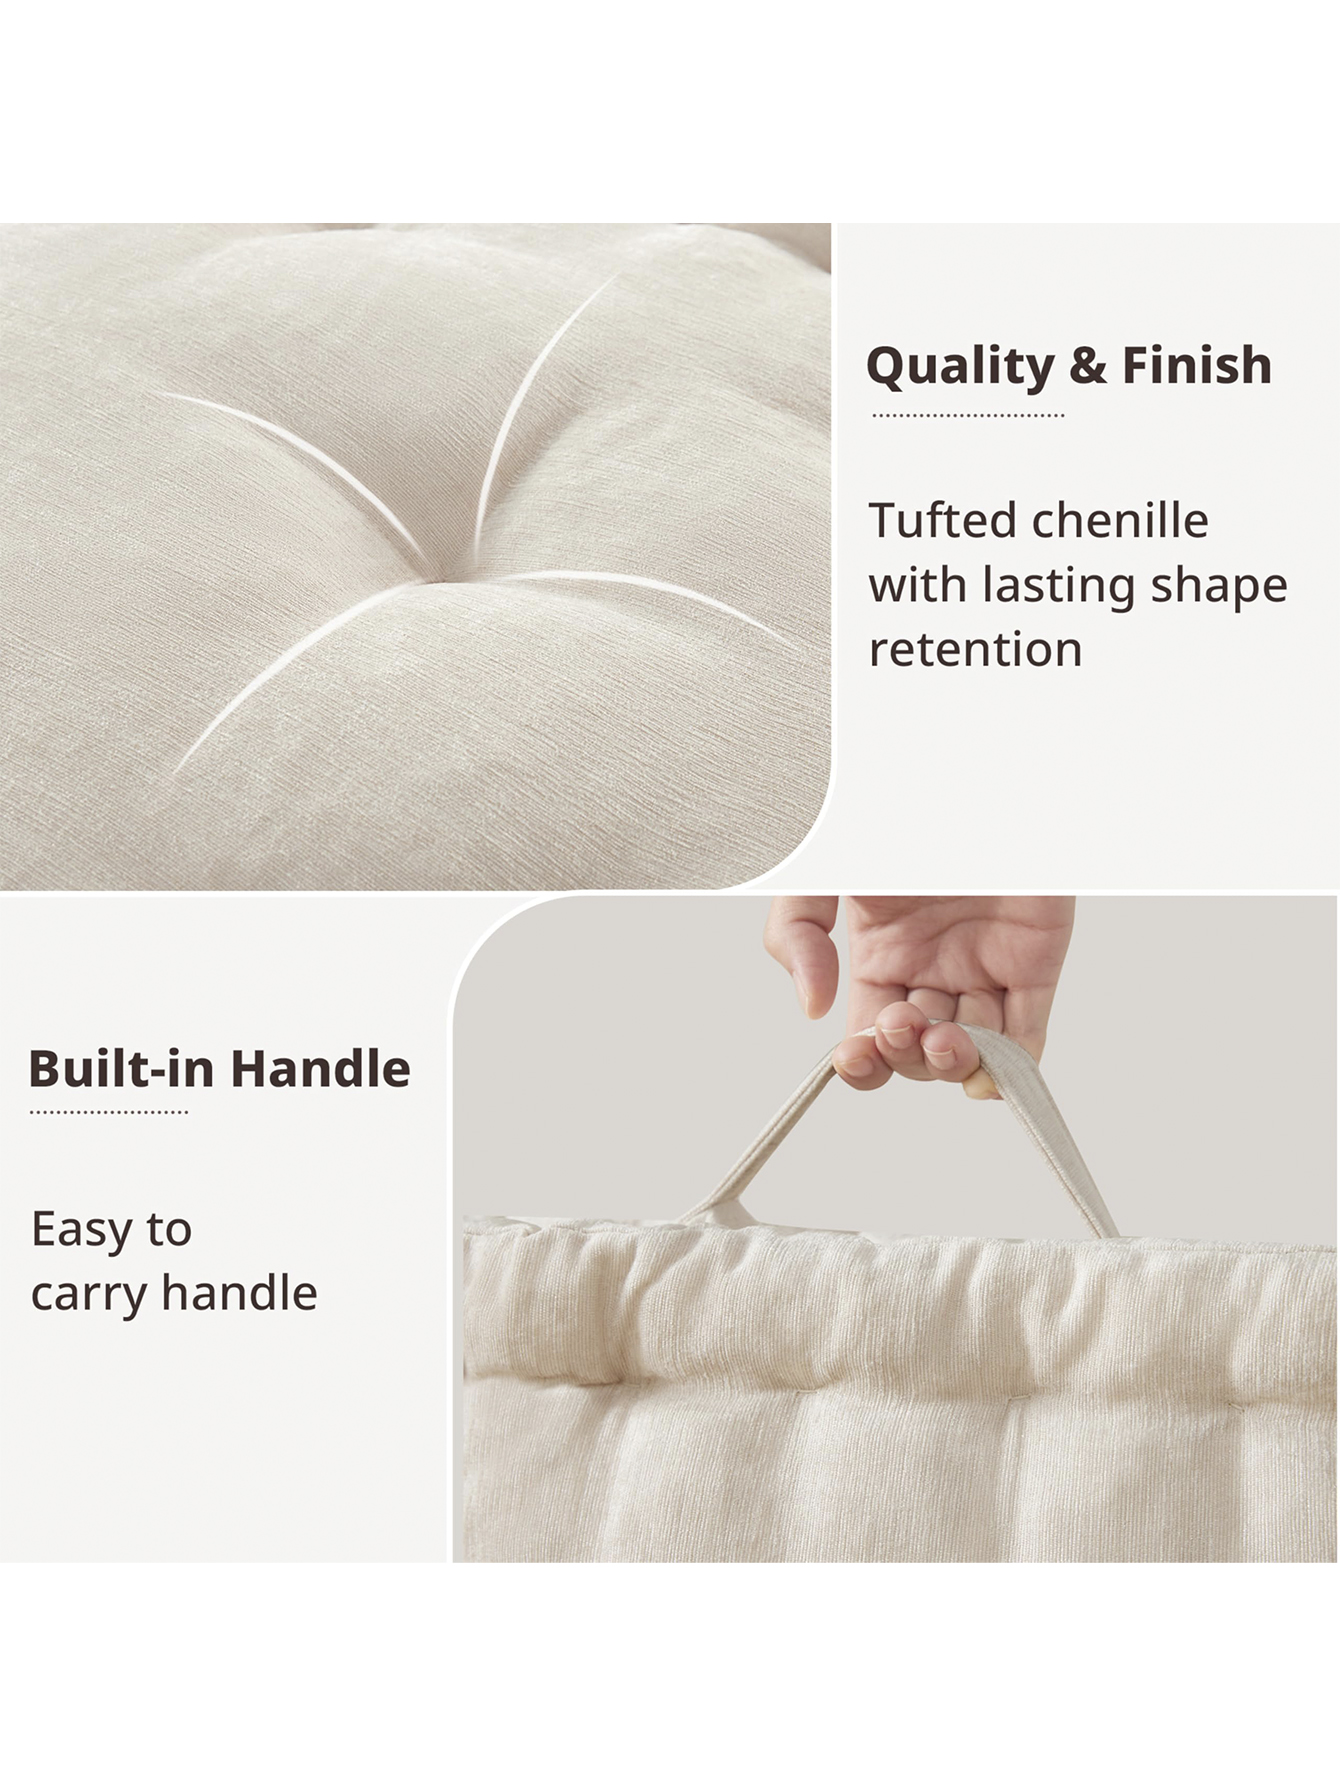 Quality & Finish
Tufted chenille
with lasting shape
retention
Built-in Handle
Easy to
carry handle